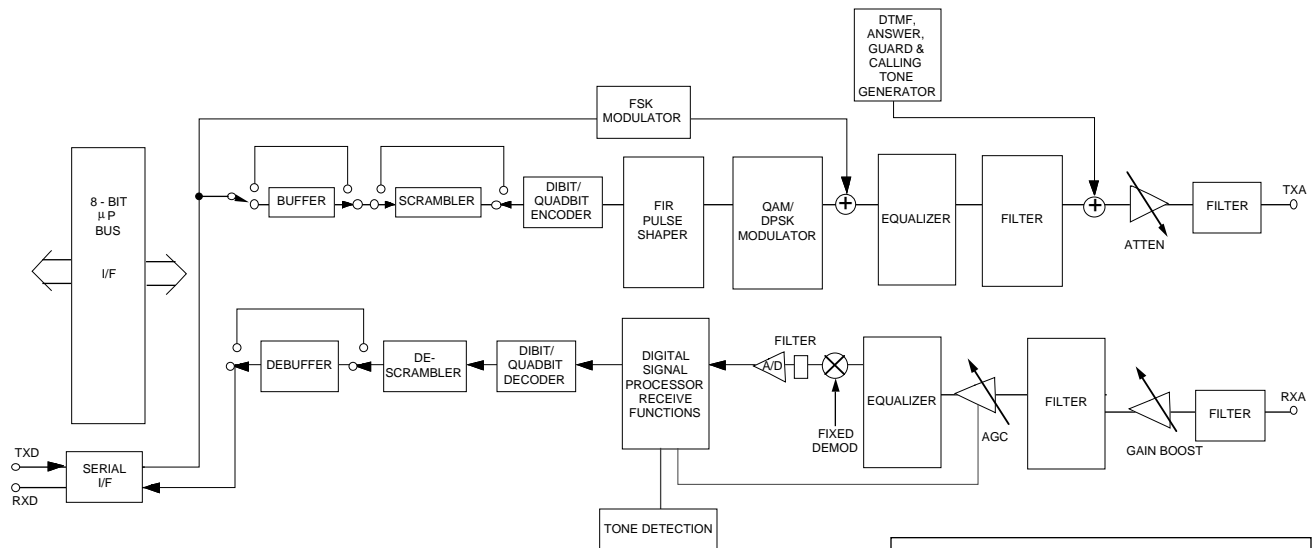 DTMF,
ANSWER,
GUARD &
CALLING
TONE
GENERATOR
FSK
MODULATOR
8 - BIT
μP
BUS
I/F
BUFFER
SCRAMBLER
DIBIT/
QUADBIT
ENCODER
FIR
PULSE
SHAPER
QAM/
DPSK
MODULATOR
EQUALIZER
FILTER
ATTEN
FILTER
TXA
DEBUFFER
DE-
SCRAMBLER
DIBIT/
QUADBIT
DECODER
DIGITAL
SIGNAL
PROCESSOR
RECEIVE
FUNCTIONS
A/D
FILTER
FIXED
DEMOD
EQUALIZER
AGC
FILTER
GAIN BOOST
FILTER
RXA
TXD
RXD
SERIAL
I/F
TONE DETECTION